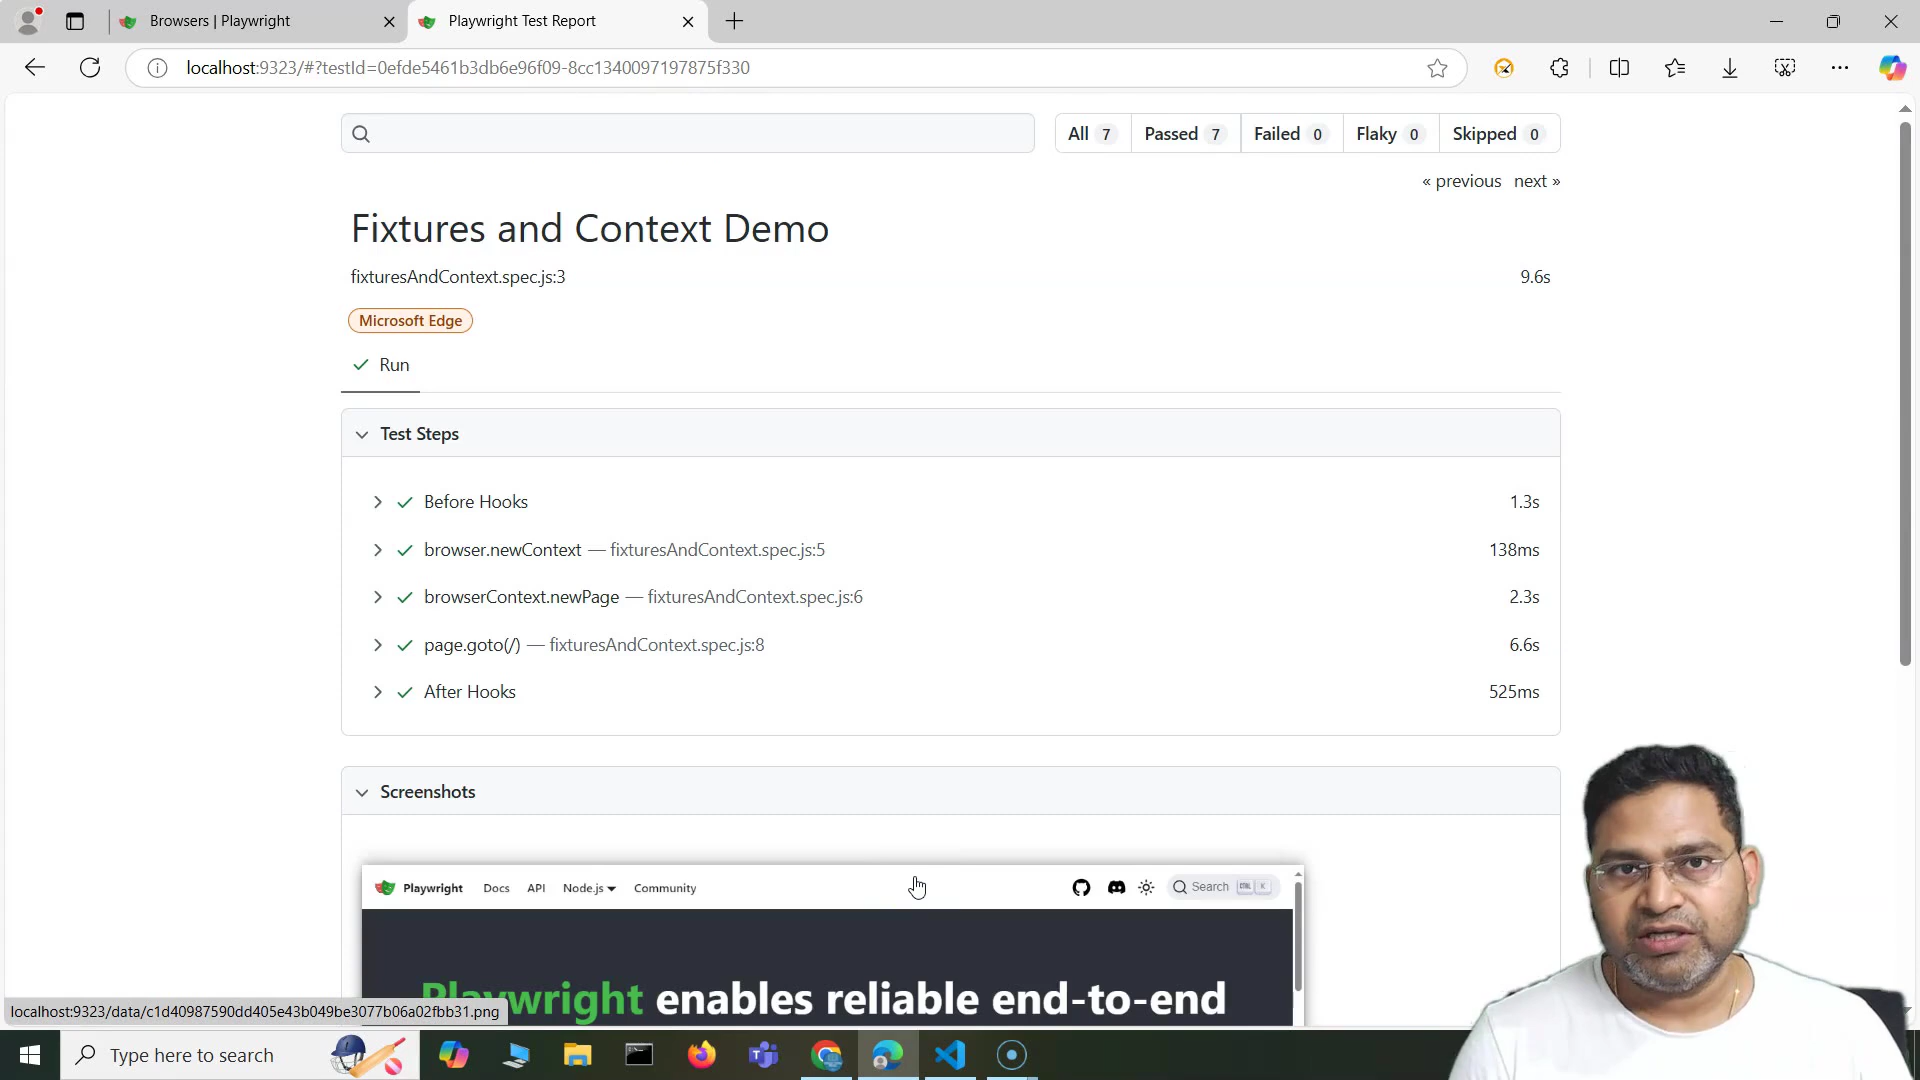 Browsers | Playwright
Playwright Test Report
localhost:9323/#?testId=0efde5461b3db6e96f09-8cc1340097197875f330
All 7
Passed 7
Failed 0
Flaky 0
Skipped 0
« previous next »
Fixtures and Context Demo
fixturesAndContext.spec.js:3
9.6s
Microsoft Edge
Run
Test Steps
Before Hooks
1.3s
browser.newContext — fixturesAndContext.spec.js:5
138ms
browserContext.newPage — fixturesAndContext.spec.js:6
2.3s
page.goto(/) — fixturesAndContext.spec.js:8
6.6s
After Hooks
525ms
Screenshots
Playwright Docs API Node.js Community
Search CTRL K
Playwright enables reliable end-to-end
localhost:9323/data/c1d40987590dd405e43b049be3077b06a02fbb31.png
Type here to search